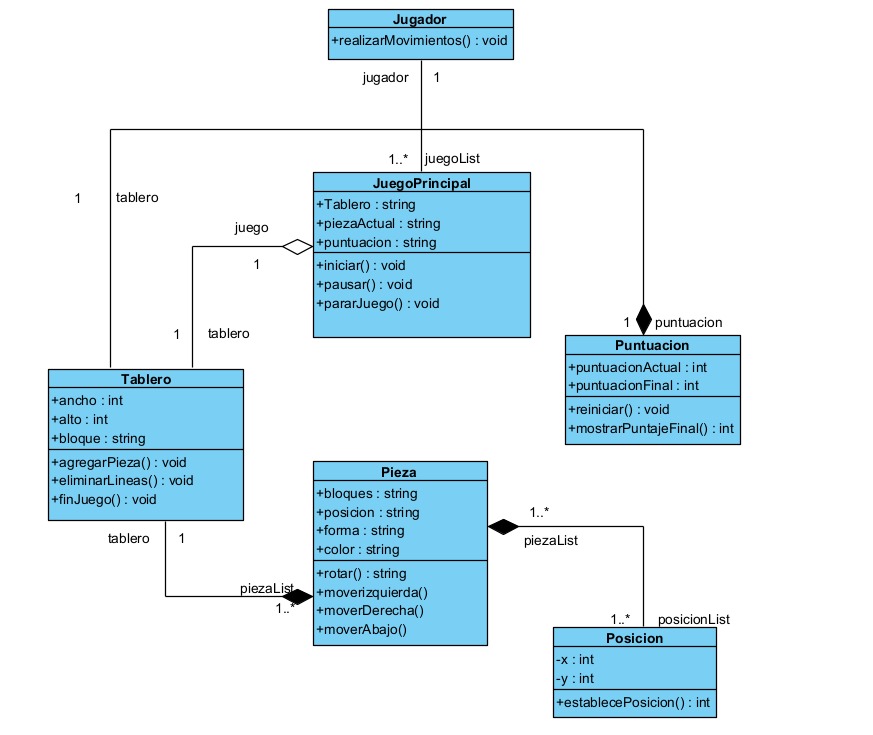 Jugador
+realizarMovimientos() : void
jugador
1
1..*
juegoList
JuegoPrincipal
+Tablero : string
+piezaActual : string
+puntuacion : string
+iniciar() : void
+pausar() : void
+pararJuego() : void
1
tablero
juego
1
1
tablero
1
puntuacion
Puntuacion
+puntuacionActual : int
+puntuacionFinal : int
+reiniciar() : void
+mostrarPuntajeFinal() : int
Tablero
+ancho : int
+alto : int
+bloque : string
+agregarPieza() : void
+eliminarLineas() : void
+finJuego() : void
tablero
1
piezaList
1..*
Pieza
+bloques : string
+posicion : string
+forma : string
+color : string
+rotar() : string
+moverizquierda()
+moverDerecha()
+moverAbajo()
1..*
piezaList
1..*
posicionList
Posicion
-x : int
-y : int
+establecePosicion() : int